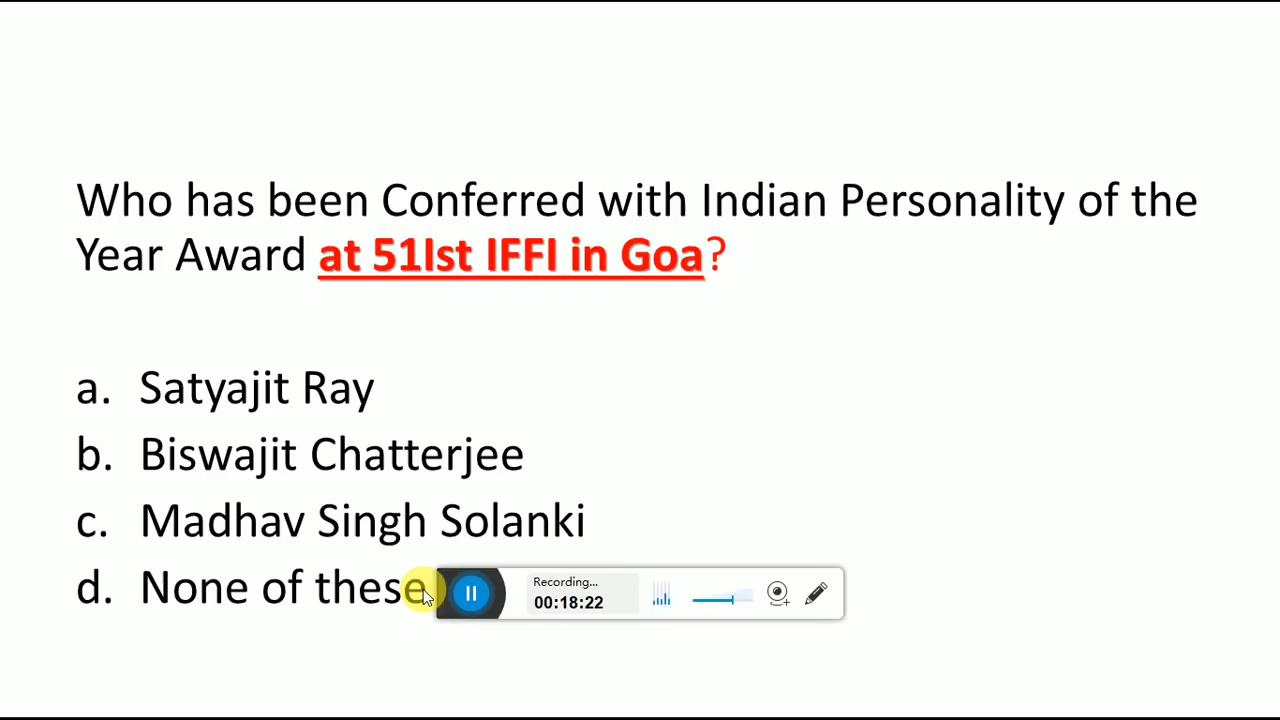 Who has been Conferred with Indian Personality of the
Year Award at 51Ist IFFI in Goa?
a. Satyajit Ray
b. Biswajit Chatterjee
c. Madhav Singh Solanki
d. None of these
Recording...
00:18:22